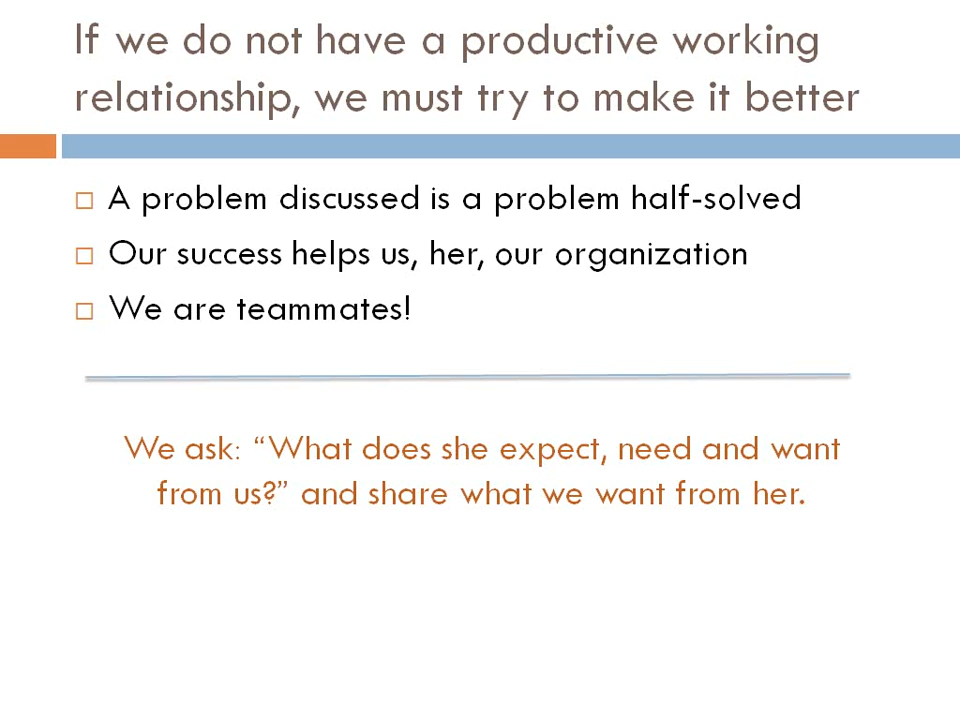 If we do not have a productive working
relationship, we must try to make it better
A problem discussed is a problem half-solved
Our success helps us, her, our organization
We are teammates!
We ask: “What does she expect, need and want
from us?” and share what we want from her.